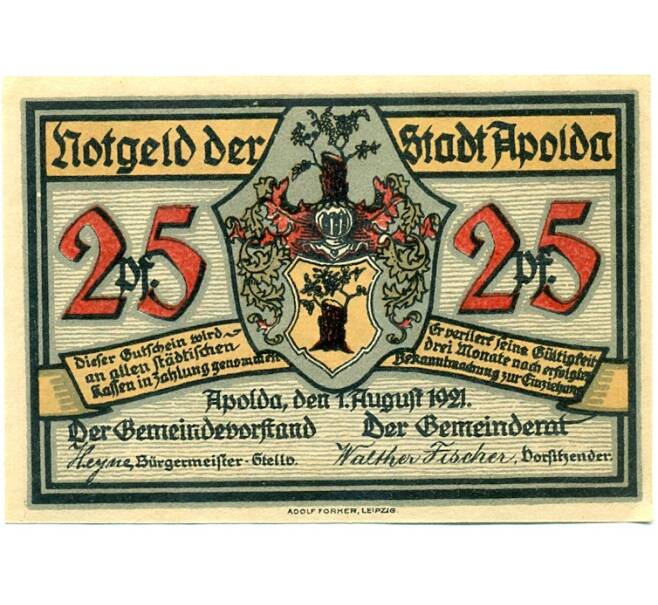 Notgeld der Stadt Apolda
25 pf. 25 pf.
Dieser Gutschein wird
an allen städtischen
Kassen in Zahlung genommen
Er verliert seine Gültigkeit
drei Monate nach erfolgter
Bekanntmachung zur Einziehung
Apolda, den 1. August 1921.
Der Gemeindevorstand Der Gemeinderat
Heyne, Bürgermeister-Stellv. Walther Fischer, Vorsitzender.
ADOLF FORKER, LEIPZIG.